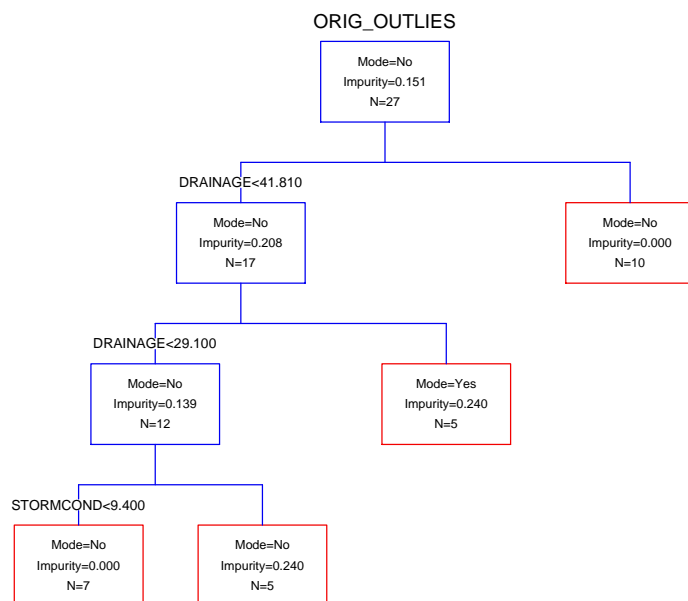 ORIG_OUTLIES
Mode=No
Impurity=0.151
N=27
DRAINAGE<41.810
Mode=No
Impurity=0.208
N=17
Mode=No
Impurity=0.000
N=10
DRAINAGE<29.100
Mode=No
Impurity=0.139
N=12
Mode=Yes
Impurity=0.240
N=5
STORMCOND<9.400
Mode=No
Impurity=0.000
N=7
Mode=No
Impurity=0.240
N=5